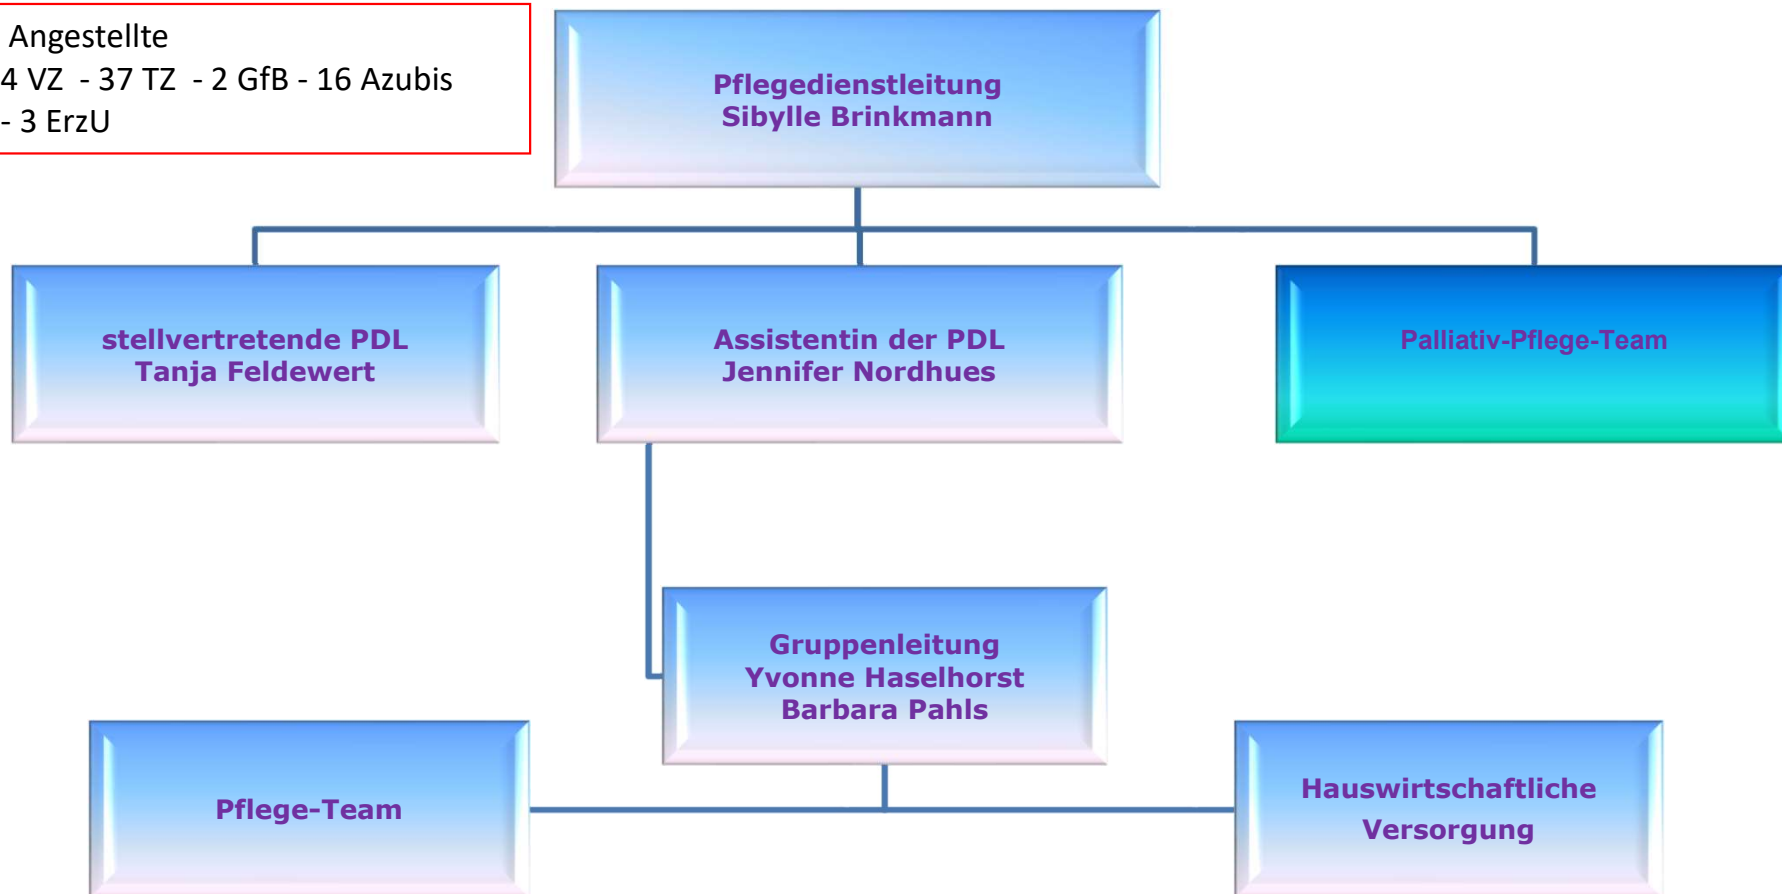 Angestellte
4 VZ - 37 TZ - 2 GfB - 16 Azubis
- 3 ErzU
Pflegedienstleitung
Sibylle Brinkmann
stellvertretende PDL
Tanja Feldewert
Assistentin der PDL
Jennifer Nordhues
Palliativ-Pflege-Team
Gruppenleitung
Yvonne Haselhorst
Barbara Pahls
Pflege-Team
Hauswirtschaftliche
Versorgung